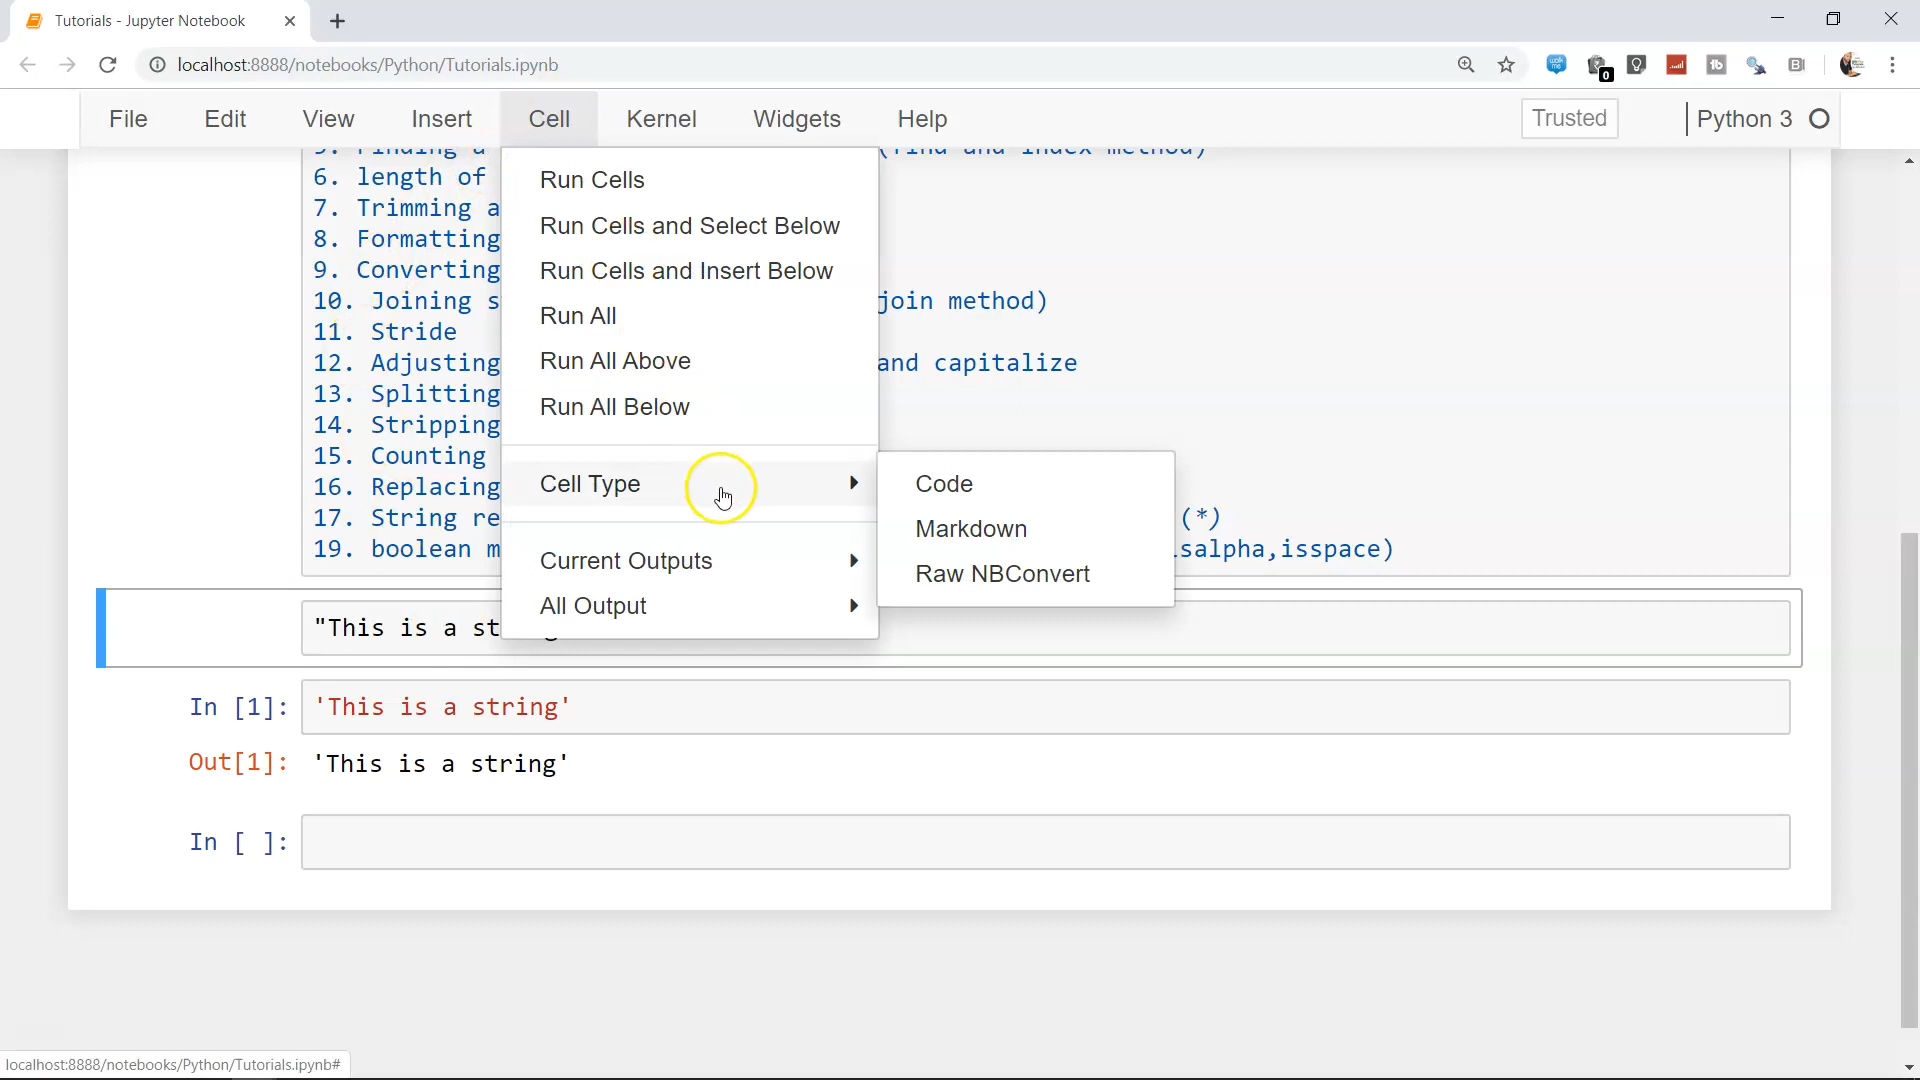 Tutorials - Jupyter Notebook
localhost:8888/notebooks/Python/Tutorials.ipynb
0
File Edit View Insert Cell Kernel Widgets Help
Trusted
Python 3
(find and index method)
6. length of
7. Trimming a
8. Formatting
9. Converting
10. Joining s join method)
11. Stride
12. Adjusting and capitalize
13. Splitting
14. Stripping
15. Counting
16. Replacing
17. String re (*)
19. boolean m salpha,isspace)
Run Cells
Run Cells and Select Below
Run Cells and Insert Below
Run All
Run All Above
Run All Below
Cell Type
Current Outputs
All Output
Code
Markdown
Raw NBConvert
"This is a st
In [1]: 'This is a string'
Out[1]: 'This is a string'
In [ ]:
localhost:8888/notebooks/Python/Tutorials.ipynb#